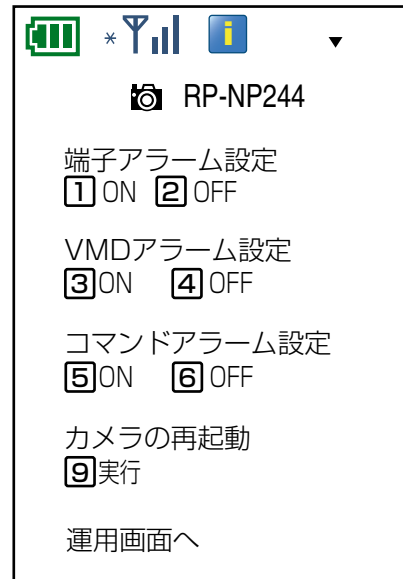 RP-NP244
端子アラーム設定
1 ON 2 OFF
VMDアラーム設定
3 ON 4 OFF
コマンドアラーム設定
5 ON 6 OFF
カメラの再起動
9 実行
運用画面へ